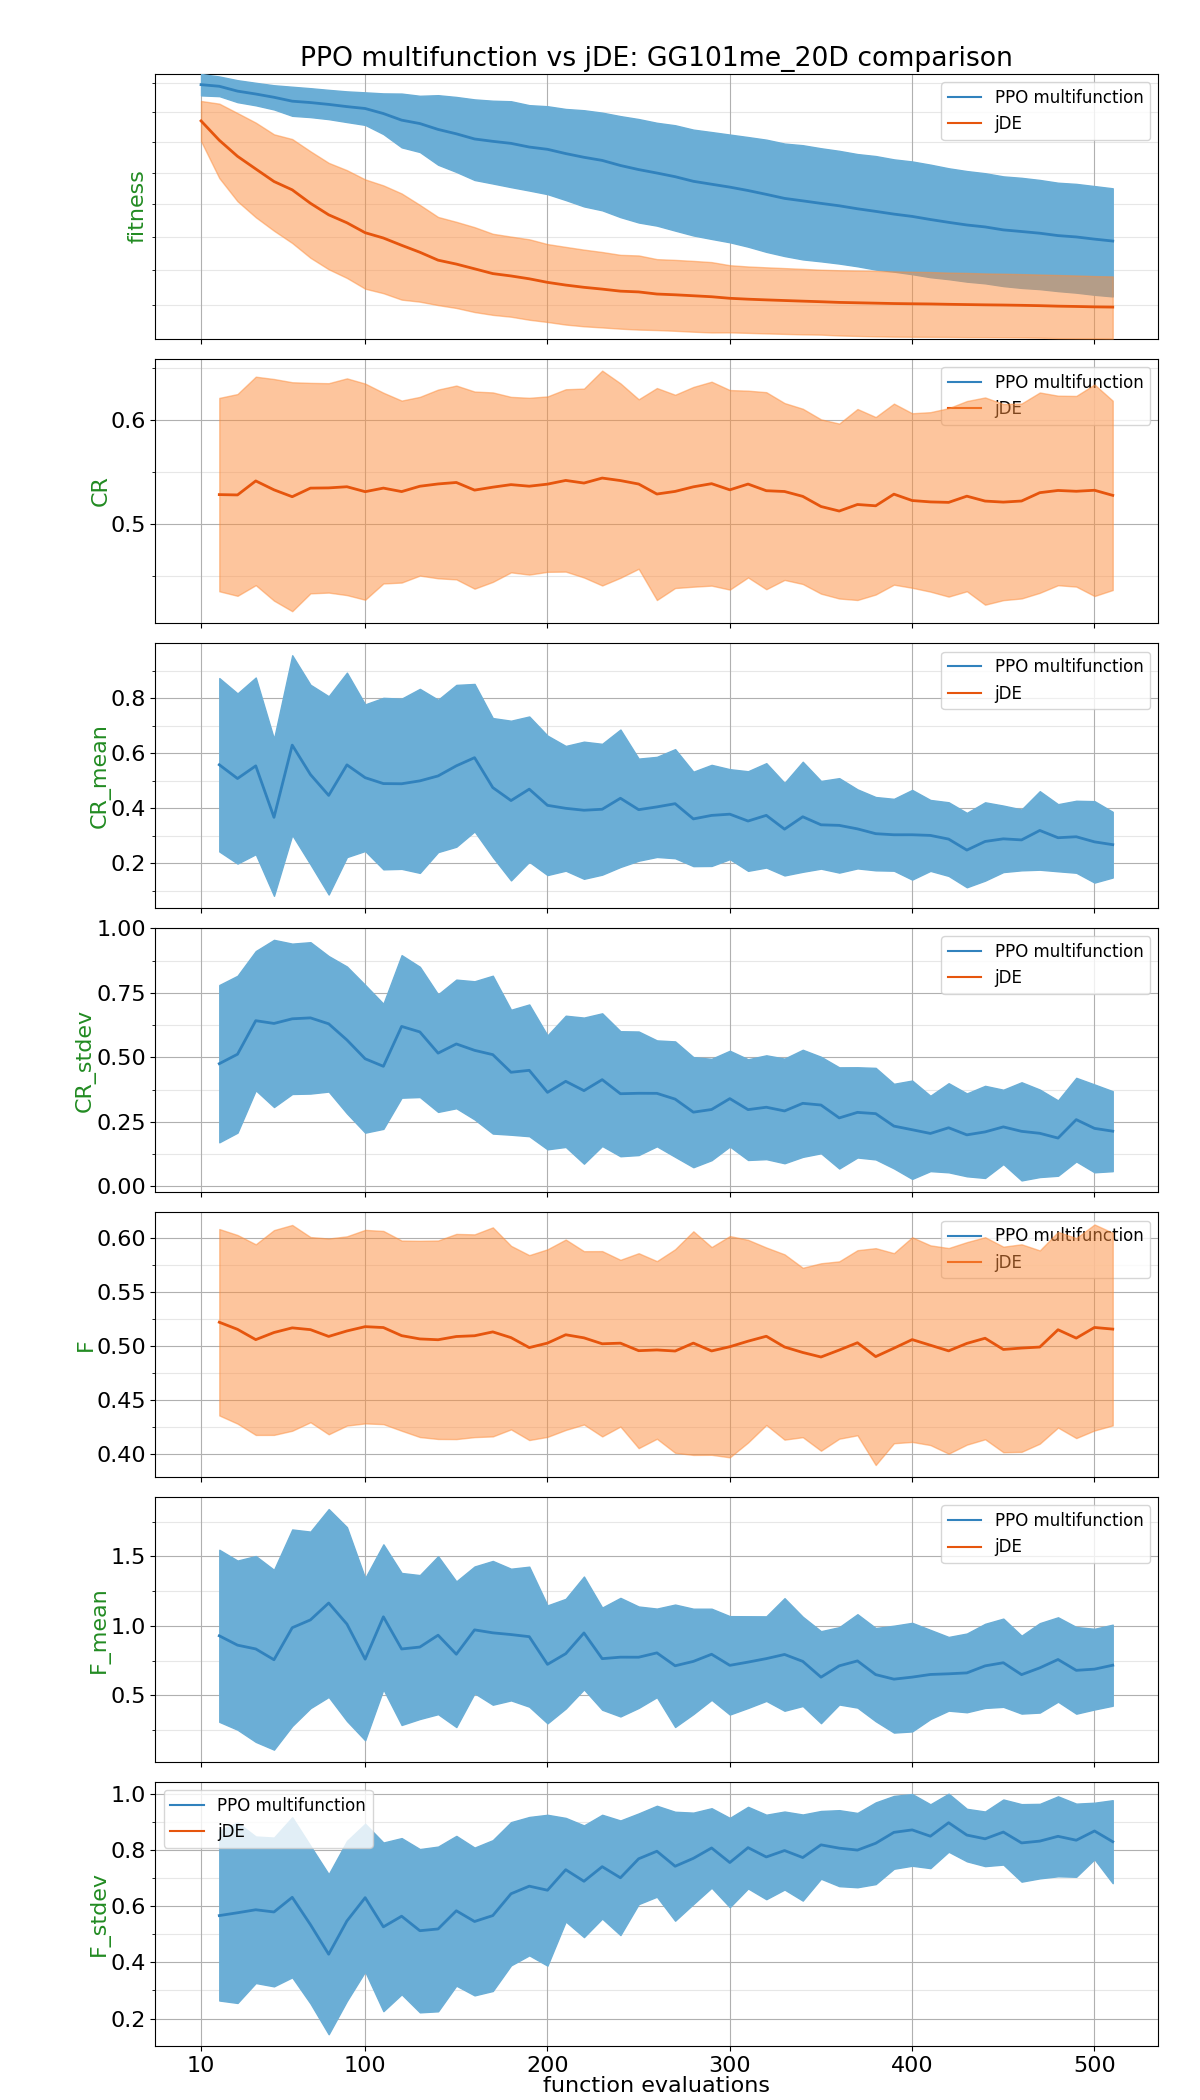 PPO multifunction vs jDE: GG101me_20D comparison
fitness
PPO multifunction
jDE
CR
0.6
0.5
PPO multifunction
jDE
CR_mean
0.8
0.6
0.4
0.2
PPO multifunction
jDE
CR_stdev
1.00
0.75
0.50
0.25
0.00
PPO multifunction
jDE
F
0.60
0.55
0.50
0.45
0.40
PPO multifunction
jDE
F_mean
1.5
1.0
0.5
PPO multifunction
jDE
F_stdev
1.0
0.8
0.6
0.4
0.2
PPO multifunction
jDE
10 100 200 300 400 500
function evaluations